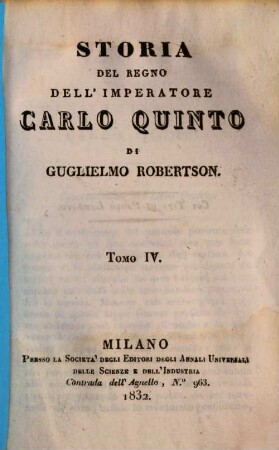 STORIA
DEL REGNO
DELL' IMPERATORE
CARLO QUINTO
DI
GUGLIELMO ROBERTSON.
TOMO IV.
MILANO
PRESSO LA SOCIETA' DEGLI EDITORI DEGLI ANNALI UNIVERSALI
DELLE SCIENZE E DELL'INDUSTRIA
Contrada dell'Agnello, N.º 963.
1832.